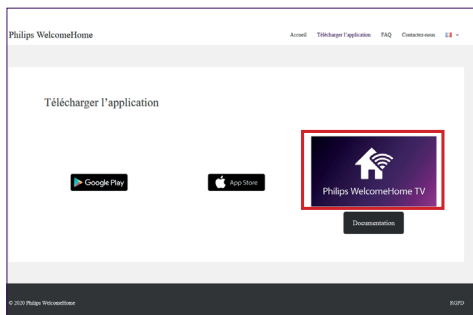 Philips WelcomeHome
Accueil Télécharger l'application FAQ Contactez-nous
Télécharger l'application
Google Play
App Store
Philips WelcomeHome TV
Documentation
© 2020 Philips WelcomeHome
RGPD